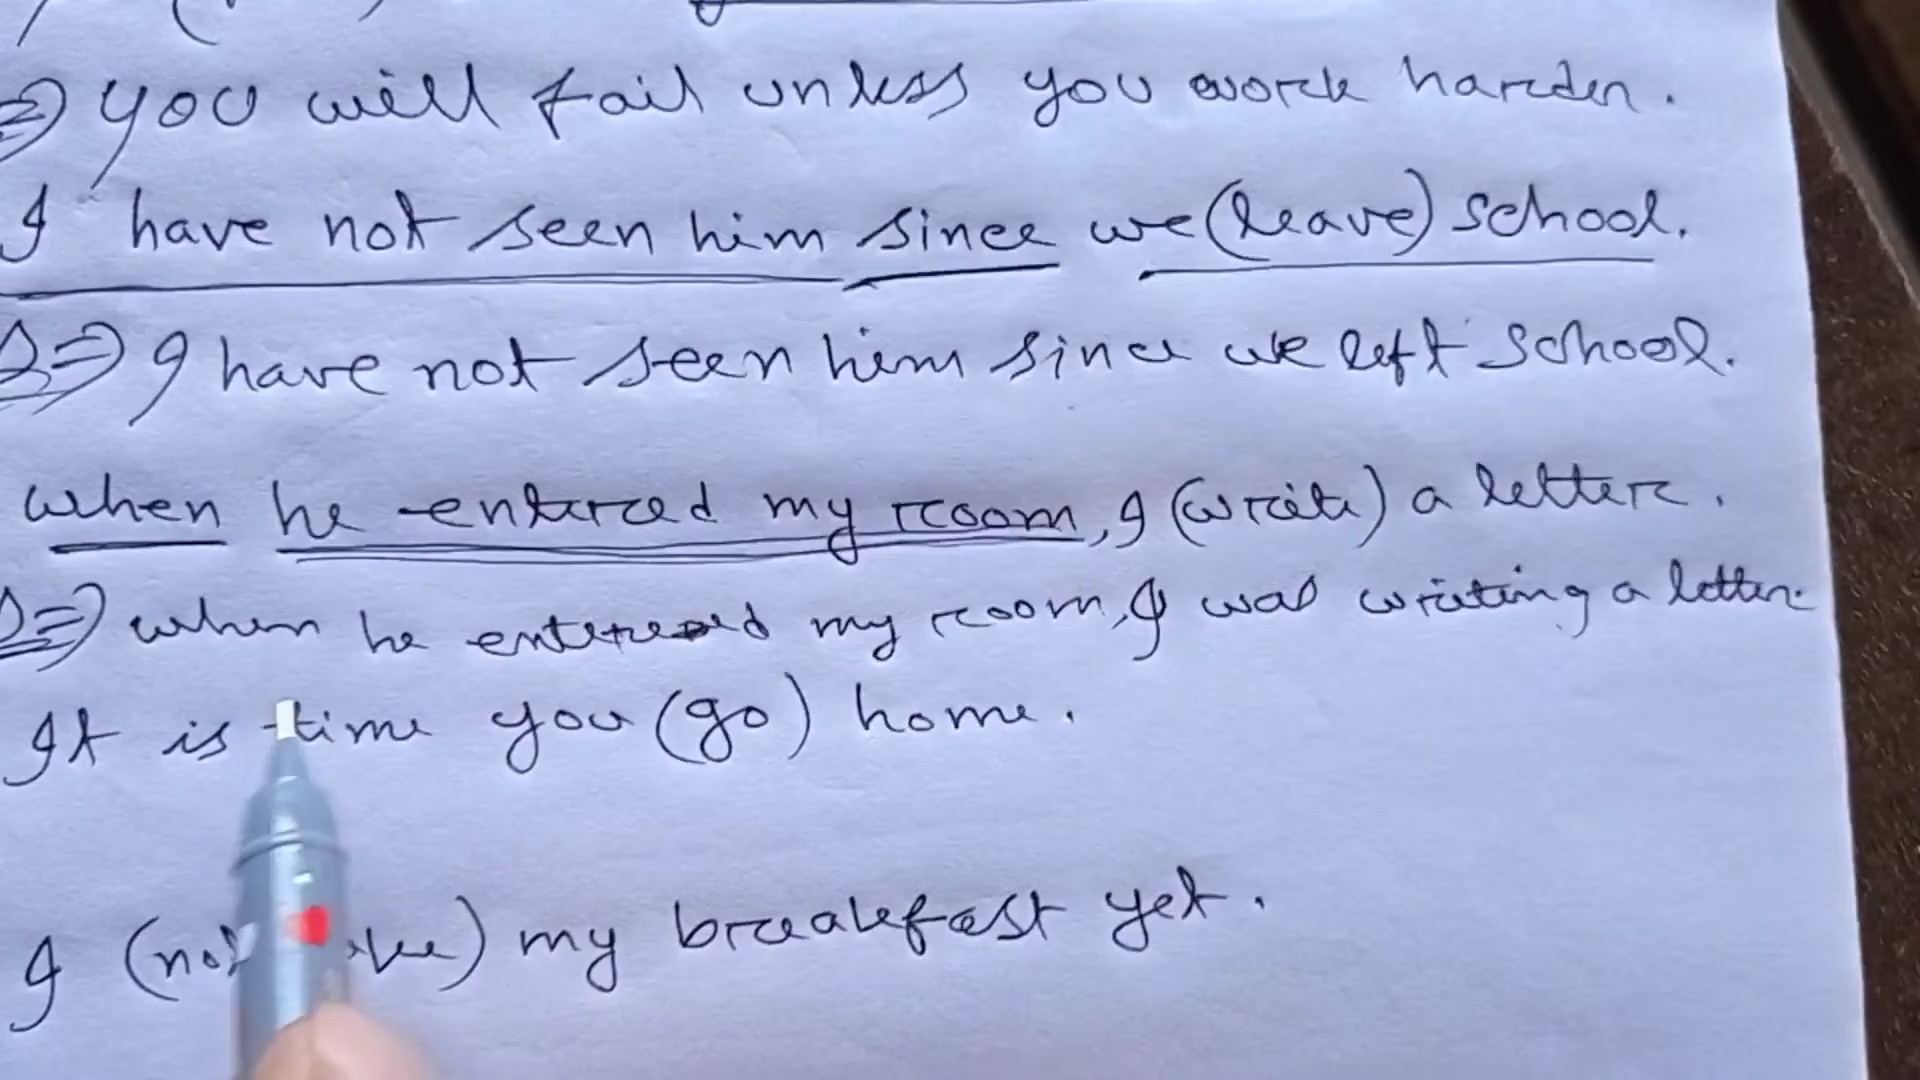 ⇒ you will fail unless you work harder.
I have not seen him since we (leave) school.
⇒ I have not seen him since we left school.
When he entered my room, I (write) a letter.
⇒ When he entered my room, I was writing a letter.
It is time you (go) home.
I (not) my breakfast yet.